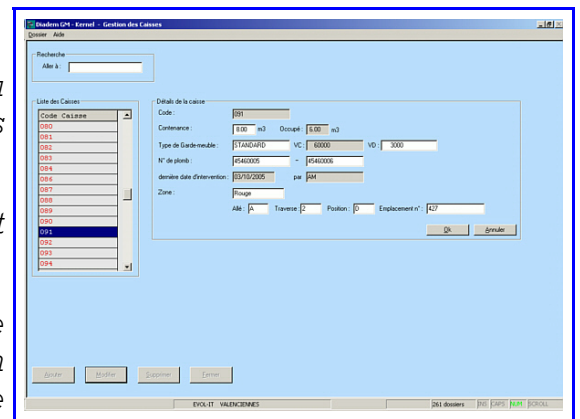 Diadem GM - Kernel - Gestion des Caisses
Dossier Aide
Recherche
Aller à :
Liste des Caisses
Code Caisse
080
081
082
083
084
086
087
088
089
090
091
092
093
094
Détails de la caisse
Code : 091
Contenance : 8.00 m3 Occupé : 6.00 m3
Type de Garde-meuble : STANDARD VC : 60000 VD : 3000
N° de plomb : 45460005 - 45460006
dernière date d'intervention : 03/10/2005 par AM
Zone : Rouge
Allé : A Traverse : 2 Position : D Emplacement n° : 427
Ok Annuler
Ajouter Modifier Supprimer Fermer
EVOL-IT VALENCIENNES 261 dossiers INS CAPS NUM SCROLL